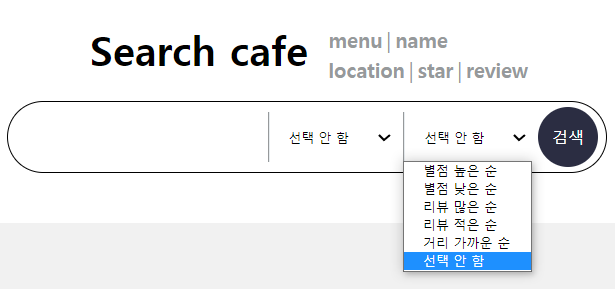 Search cafe
menu | name
location | star | review
선택 안 함
선택 안 함
검색
별점 높은 순
별점 낮은 순
리뷰 많은 순
리뷰 적은 순
거리 가까운 순
선택 안 함